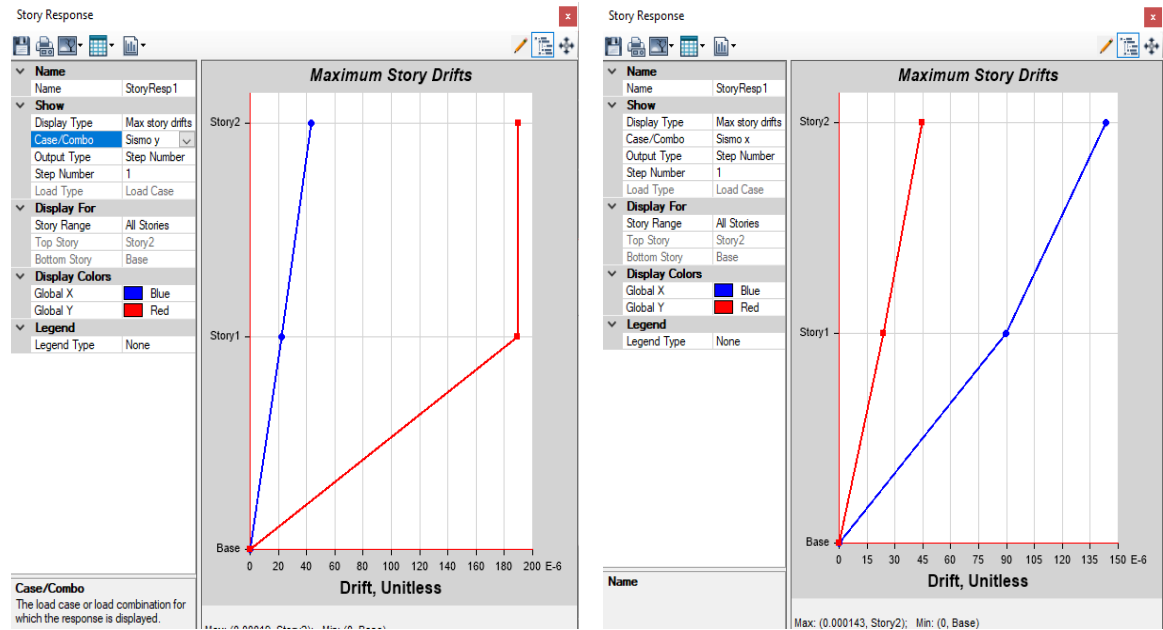 Story Response
Name
Name StoryResp1
Show
Display Type Max story drifts
Case/Combo Sismo y
Output Type Step Number
Step Number 1
Load Type Load Case
Display For
Story Range All Stories
Top Story Story2
Bottom Story Base
Display Colors
Global X Blue
Global Y Red
Legend
Legend Type None
Case/Combo
The load case or load combination for
which the response is displayed.
Maximum Story Drifts
Story2
Story1
Base
0 20 40 60 80 100 120 140 160 180 200 E-6
Drift, Unitless
Max: (0.00019, Story2); Min: (0, Base)
Story Response
Name
Name StoryResp1
Show
Display Type Max story drifts
Case/Combo Sismo x
Output Type Step Number
Step Number 1
Load Type Load Case
Display For
Story Range All Stories
Top Story Story2
Bottom Story Base
Display Colors
Global X Blue
Global Y Red
Legend
Legend Type None
Name
Maximum Story Drifts
Story2
Story1
Base
0 15 30 45 60 75 90 105 120 135 150 E-6
Drift, Unitless
Max: (0.000143, Story2); Min: (0, Base)